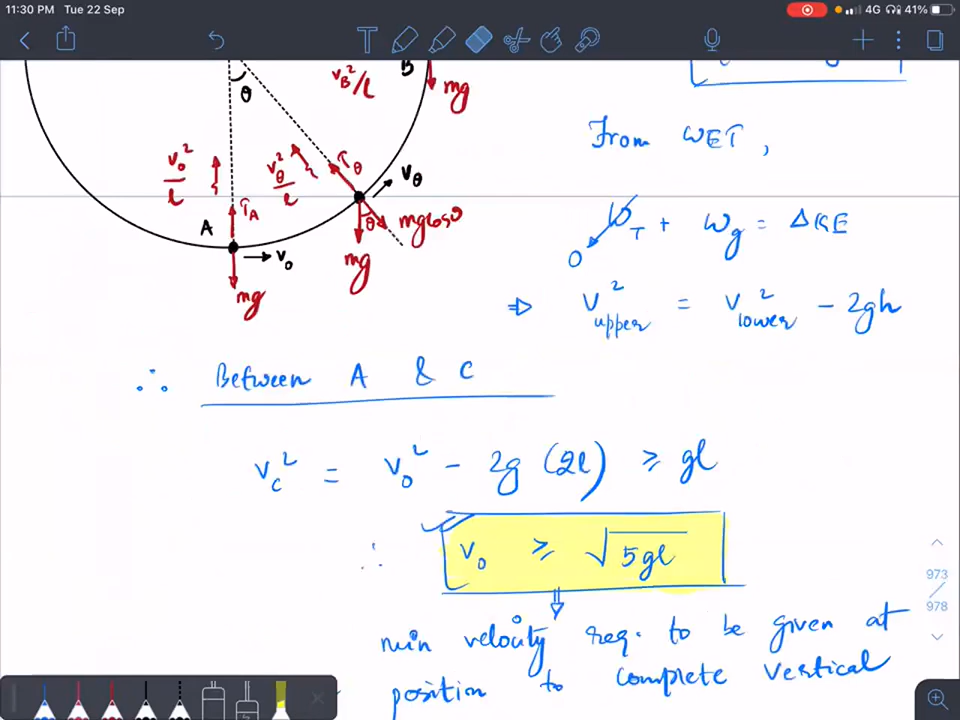 11:30 PM Tue 22 Sep
4G 41%
T
θ
v_B²/l
B
mg
From WET,
v_0²/l
v_θ²/l
T_θ
v_θ
T_A
A
θ
mgcosθ
v_0
mg
mg
0 W_T + W_g = ΔKE
⇒ V²_upper = V²_lower - 2gh
∴ Between A & C
v_c² = v_0² - 2g (2l) ≥ gl
∴ v_0 ≥ √5gl
973
978
min velocity req. to be given at
position to complete vertical